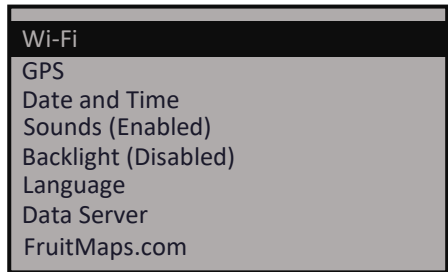 Wi-Fi
GPS
Date and Time
Sounds (Enabled)
Backlight (Disabled)
Language
Data Server
FruitMaps.com